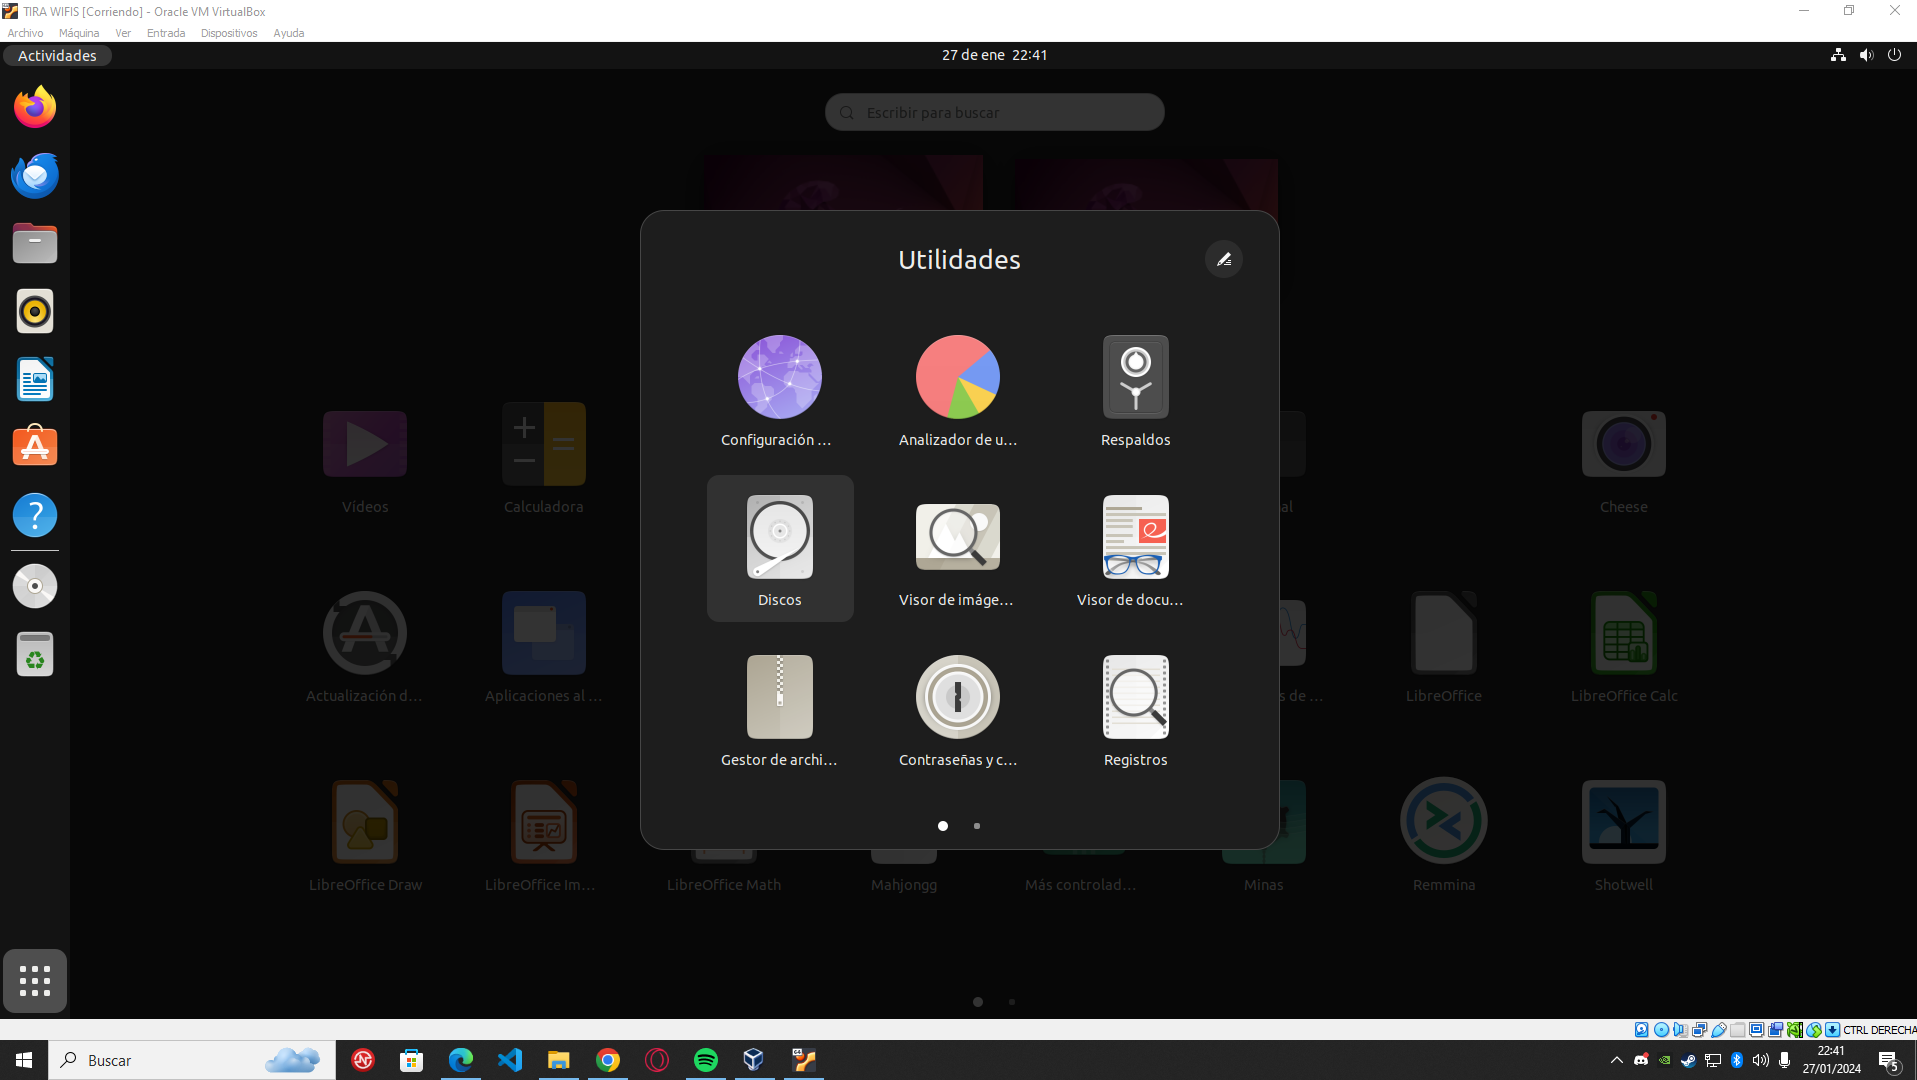 TIRA WIFIS [Corriendo] - Oracle VM VirtualBox
Archivo Máquina Ver Entrada Dispositivos Ayuda
Actividades
27 de ene 22:41
Escribir para buscar
Utilidades
Configuración ...
Analizador de u...
Respaldos
Discos
Visor de imáge...
Visor de docu...
Gestor de archi...
Contraseñas y c...
Registros
Vídeos
Calculadora
al
Cheese
Actualización d...
Aplicaciones al ...
s de ...
LibreOffice
LibreOffice Calc
LibreOffice Draw
LibreOffice Im...
LibreOffice Math
Mahjongg
Más controlad...
Minas
Remmina
Shotwell
CTRL DERECHA
Buscar
22:41
27/01/2024
5